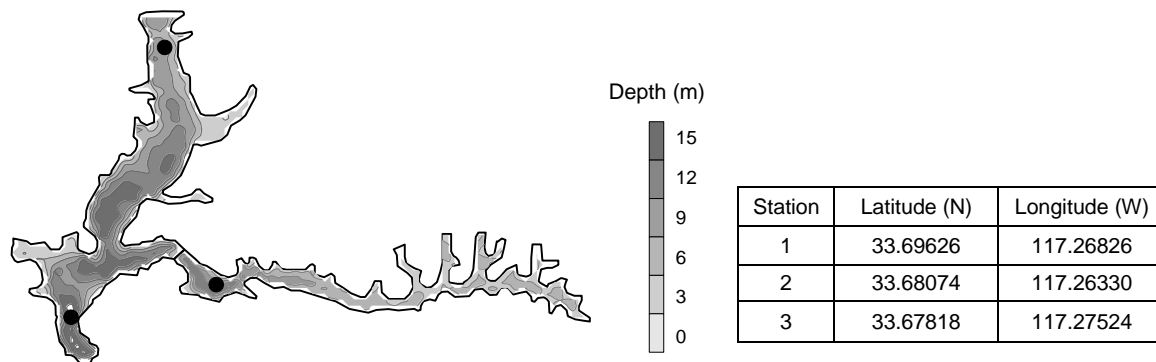 Depth (m)
15
12
9
6
3
0
Station Latitude (N) Longitude (W)
1 33.69626 117.26826
2 33.68074 117.26330
3 33.67818 117.27524